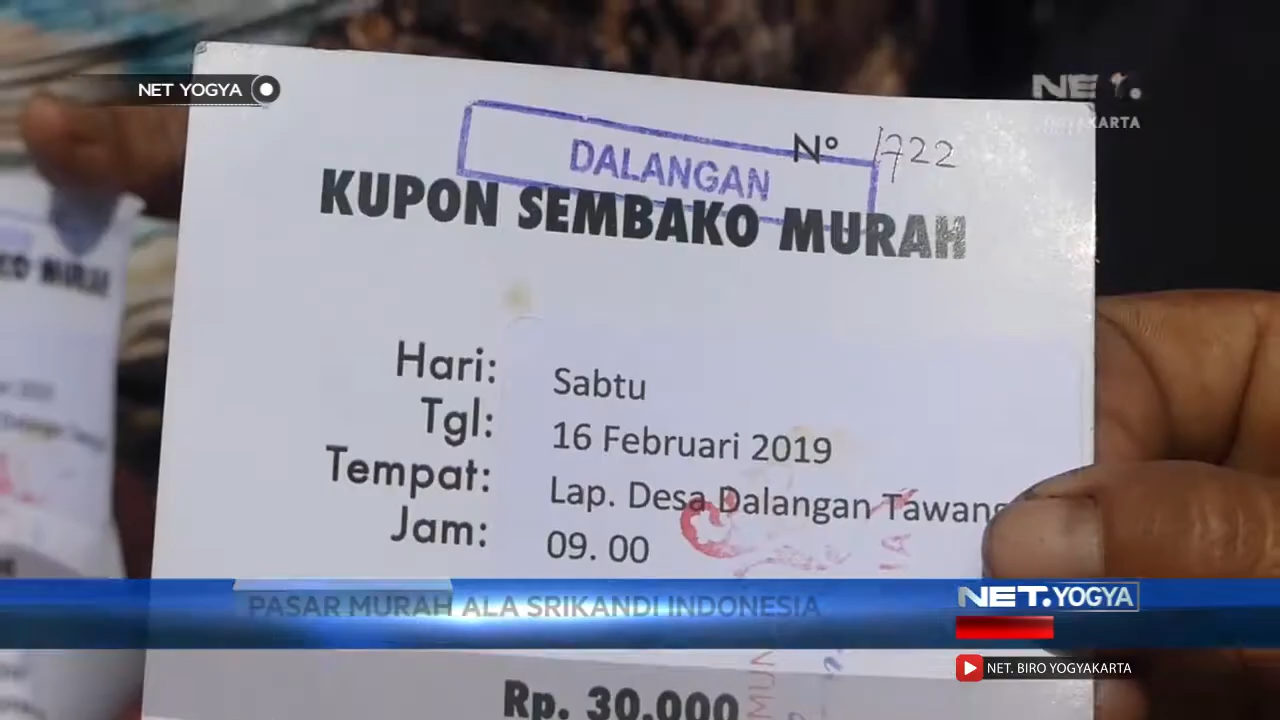 NET YOGYA
NET.
YOGYAKARTA
DALANGAN
Nº 1722
KUPON SEMBAKO MURAH
Hari: Sabtu
Tgl: 16 Februari 2019
Tempat: Lap. Desa Dalangan Tawang
Jam: 09. 00
PASAR MURAH ALA SRIKANDI INDONESIA
NET.YOGYA
NET. BIRO YOGYAKARTA
Rp. 30.000